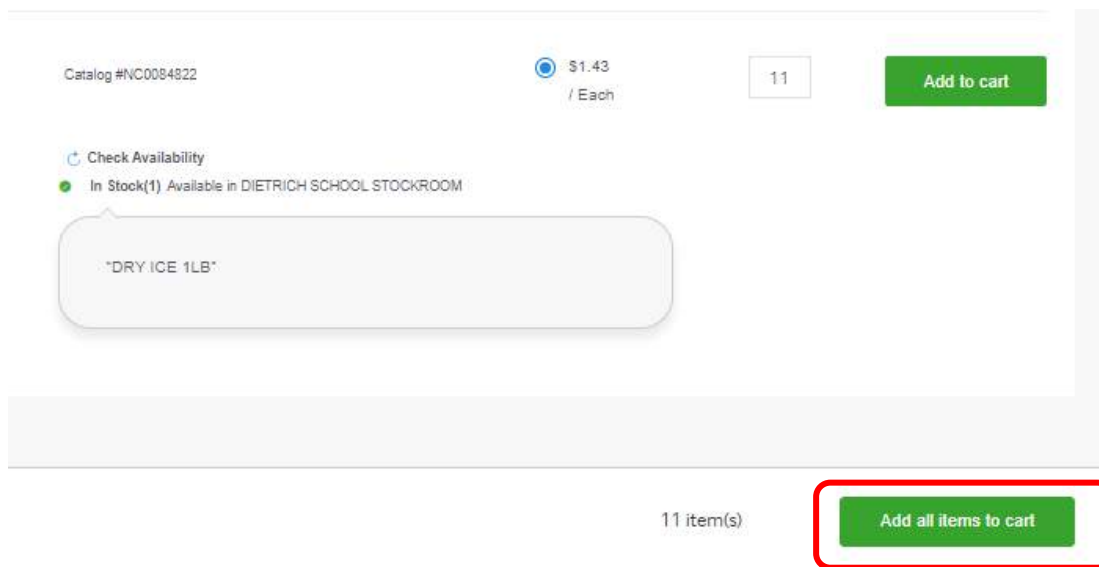 Catalog #NC0084822
$1.43
/ Each
11
Add to cart
Check Availability
In Stock(1) Available in DIETRICH SCHOOL STOCKROOM
"DRY ICE 1LB"
11 item(s)
Add all items to cart